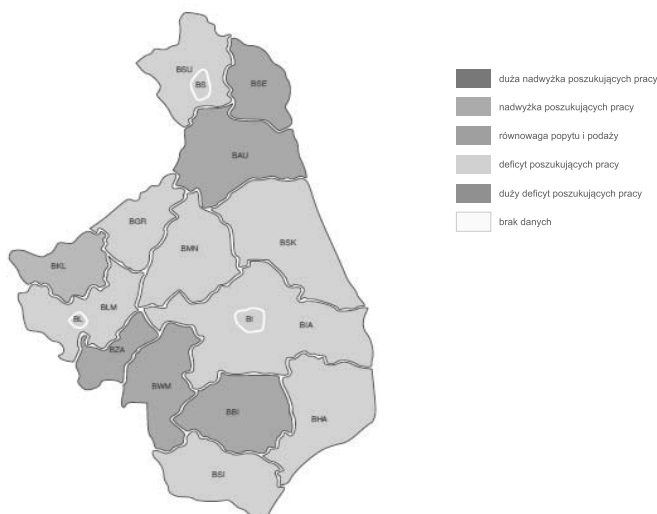 BSU
BS
BSE
BAU
BGR
BMN
BSK
BKL
BLM
BL
BI
BIA
BZA
BWM
BBI
BHA
BSI
duża nadwyżka poszukujących pracy
nadwyżka poszukujących pracy
równowaga popytu i podaży
deficyt poszukujących pracy
duży deficyt poszukujących pracy
brak danych